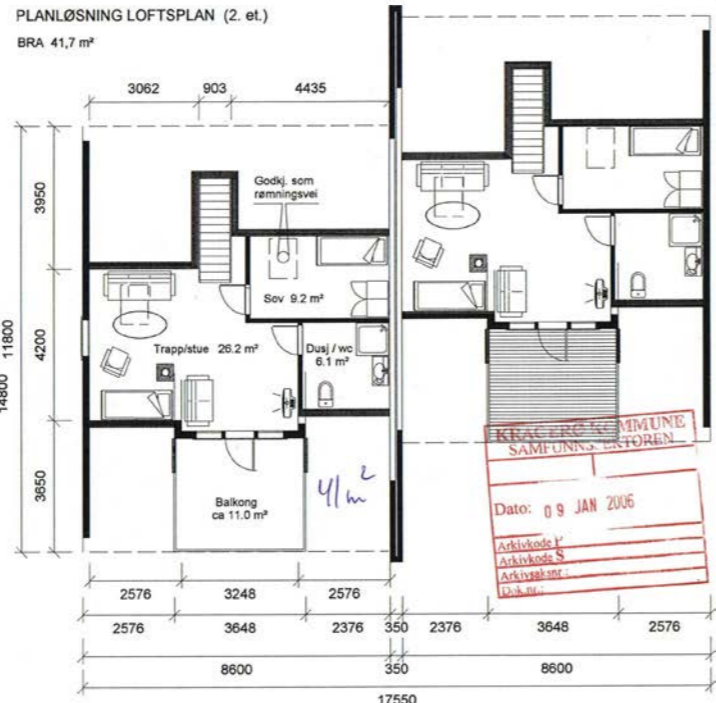 PLANLØSNING LOFTSPLAN (2. et.)
BRA 41,7 m²
3062 903 4435
Godkj. som
rømningsvei
3950
Sov 9.2 m²
Trapp/stue 26.2 m²
Dusj / wc
6.1 m²
4200
11800
14800
3650
Balkong
ca 11.0 m²
41 m²
KRAGERØ KOMMUNE
SAMFUNNSSEKTOREN
Dato: 09 JAN 2006
Arkivkode P
Arkivkode S
Arkivsaksnr.:
Dok.nr.:
2576 3248 2576
2576 3648 2376 350 2376 3648 2576
8600 350 8600
17550